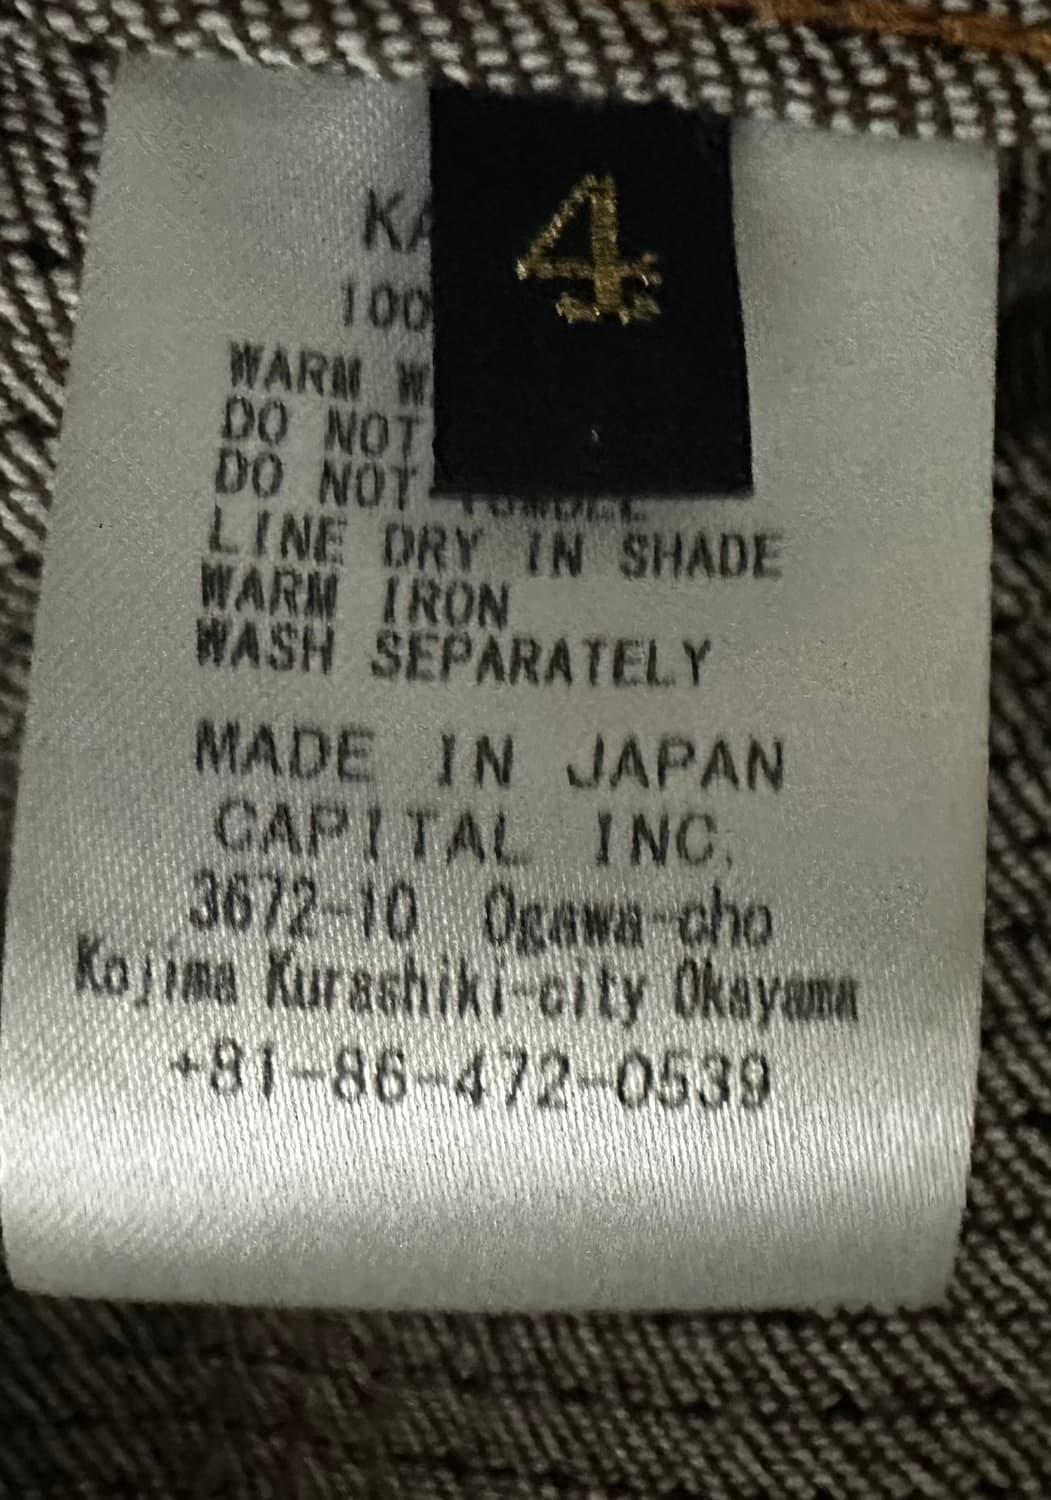 4
100
WARM
DO NOT
DO NOT
LINE DRY IN SHADE
WARM IRON
WASH SEPARATELY
MADE IN JAPAN
CAPITAL INC.
3672-10 Ogawa-cho
Kojima Kurashiki-city Okayama
+81-86-472-0539